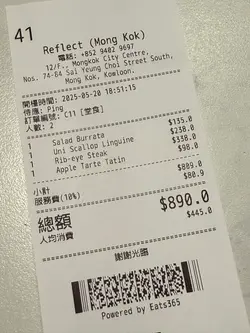 41
Reflect (Mong Kok)
電話: +852 9402 9697
12/F., Mongkok City Centre,
Nos. 74-84 Sai Yeung Choi Street South,
Mong Kok, Kowloon.
開檯時間: 2025-05-20 18:51:15
侍應: Ping
訂單編號: C11 [堂食]
人數: 2
1 Salad Burrata $135.0
1 Uni Scallop Linguine $238.0
1 Rib-eye Steak $338.0
1 Apple Tarte Tatin $98.0
小計 $809.0
服務費(10%) $80.9
總額 $890.0
人均消費 $445.0
謝謝光臨
Powered by Eats365